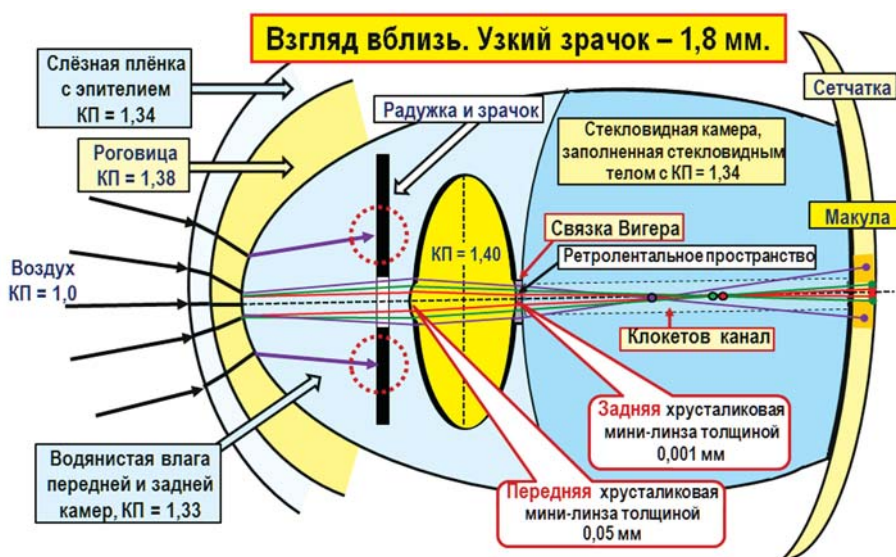 Взгляд вблизь. Узкий зрачок – 1,8 мм.
Слёзная плёнка
с эпителием
КП = 1,34
Радужка и зрачок
Сетчатка
Роговица
КП = 1,38
Стекловидная камера,
заполненная стекловидным
телом с КП = 1,34
Макула
КП = 1,40
Связка Вигера
Ретролентальное пространство
Воздух
КП = 1,0
Клокетов канал
Задняя хрусталиковая
мини-линза толщиной
0,001 мм
Водянистая влага
передней и задней
камер, КП = 1,33
Передняя хрусталиковая
мини-линза толщиной
0,05 мм